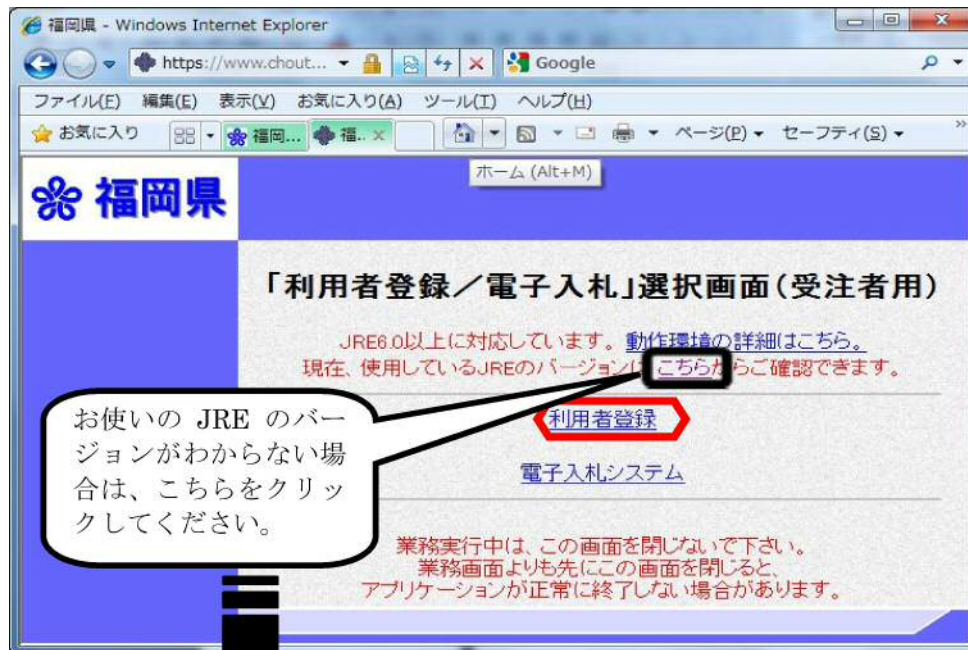 福岡県 - Windows Internet Explorer
https://www.chout...
Google
ファイル(F) 編集(E) 表示(V) お気に入り(A) ツール(T) ヘルプ(H)
お気に入り 福岡... 福.. ページ(P) セーフティ(S)
ホーム (Alt+M)
福岡県
「利用者登録／電子入札」選択画面(受注者用)
JRE6.0以上に対応しています。動作環境の詳細はこちら。
現在、使用しているJREのバージョンは こちらからご確認できます。
利用者登録
お使いの JRE のバー
ジョンがわからない場
合は、こちらをクリッ
クしてください。
電子入札システム
業務実行中は、この画面を閉じないで下さい。
業務画面よりも先にこの画面を閉じると、
アプリケーションが正常に終了しない場合があります。